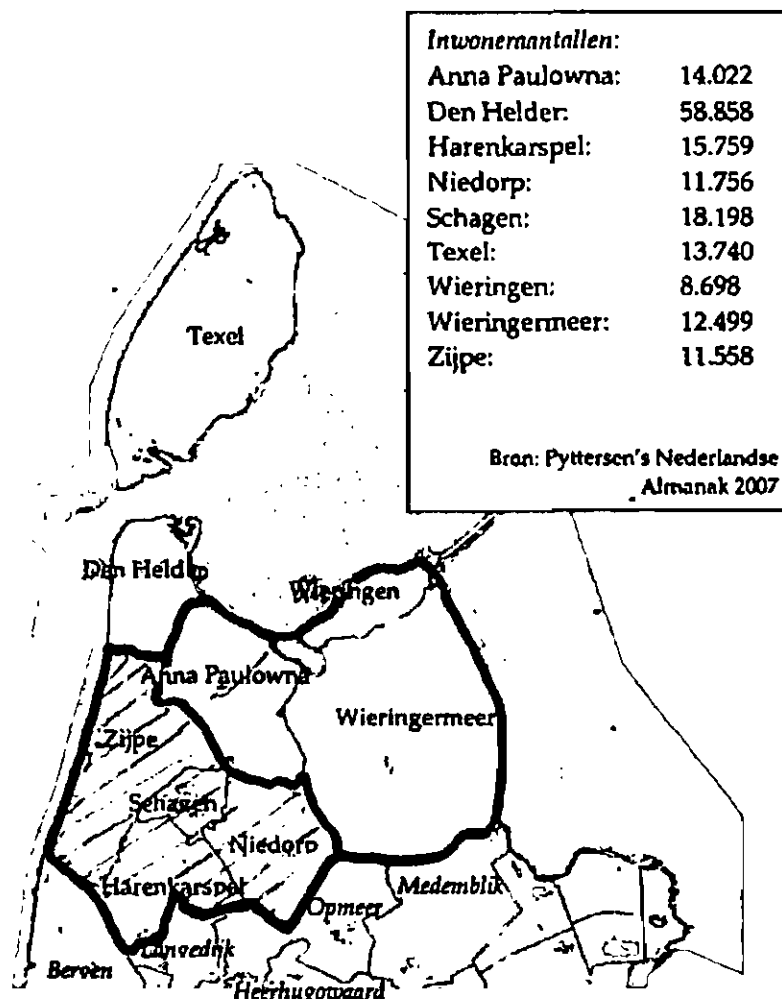 Inwoneraantallen:
Anna Paulowna: 14.022
Den Helder: 58.858
Harenkarspel: 15.759
Niedorp: 11.756
Schagen: 18.198
Texel: 13.740
Wieringen: 8.698
Wieringermeer: 12.499
Zijpe: 11.558
Bron: Pyttersen's Nederlandse
Almanak 2007
Texel
Den Helder
Wieringen
Anna Paulowna
Wieringermeer
Zijpe
Schagen
Niedorp
Harenkarspel
Medemblik
Opmeer
Langedijk
Bergen
Heerhugowaard